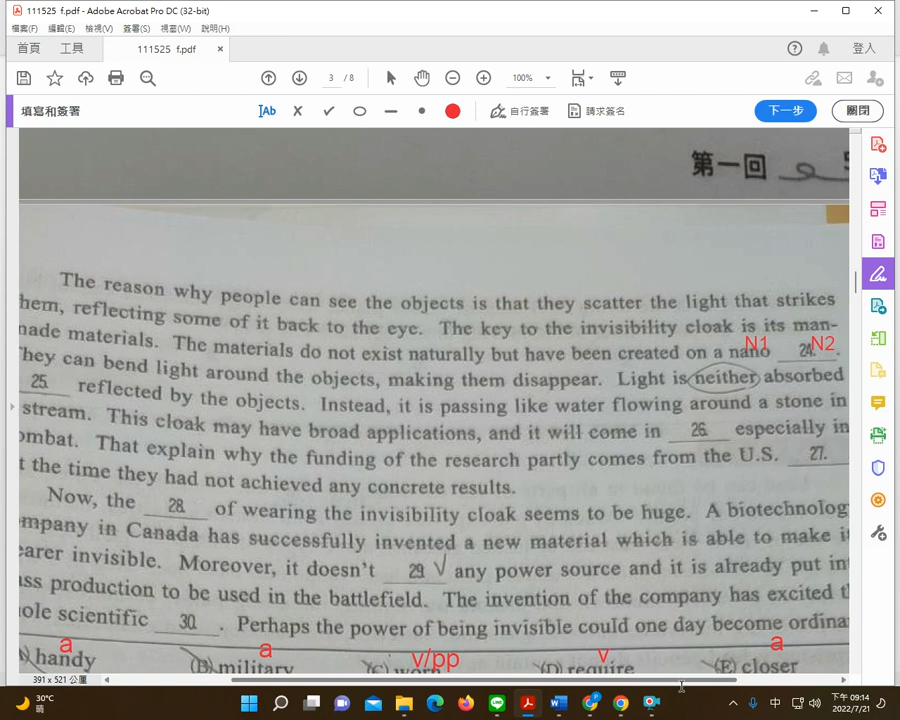 111525 f.pdf - Adobe Acrobat Pro DC (32-bit)
檔案(F) 編輯(E) 檢視(V) 簽署(S) 視窗(W) 說明(H)
首頁 工具 111525 f.pdf × 登入
3 / 8 100%
填寫和簽署 Ab 自行簽署 請求簽名 下一步 關閉
第一回
The reason why people can see the objects is that they scatter the light that strikes
hem, reflecting some of it back to the eye. The key to the invisibility cloak is its man-
nade materials. The materials do not exist naturally but have been created on a nano 24. .
N1 N2
hey can bend light around the objects, making them disappear. Light is neither absorbed
25. reflected by the objects. Instead, it is passing like water flowing around a stone in
stream. This cloak may have broad applications, and it will come in 26. especially in
ombat. That explain why the funding of the research partly comes from the U.S. 27.
t the time they had not achieved any concrete results.
Now, the 28. of wearing the invisibility cloak seems to be huge. A biotechnolog
mpany in Canada has successfully invented a new material which is able to make i
earer invisible. Moreover, it doesn't 29. √ any power source and it is already put in
ass production to be used in the battlefield. The invention of the company has excited t
ole scientific 30. . Perhaps the power of being invisible could one day become ordina
a a v/pp v a
) handy (B) military (C) worn (D) require (E) closer
391 x 521 公厘
30°C
晴
中
下午 09:14
2022/7/21